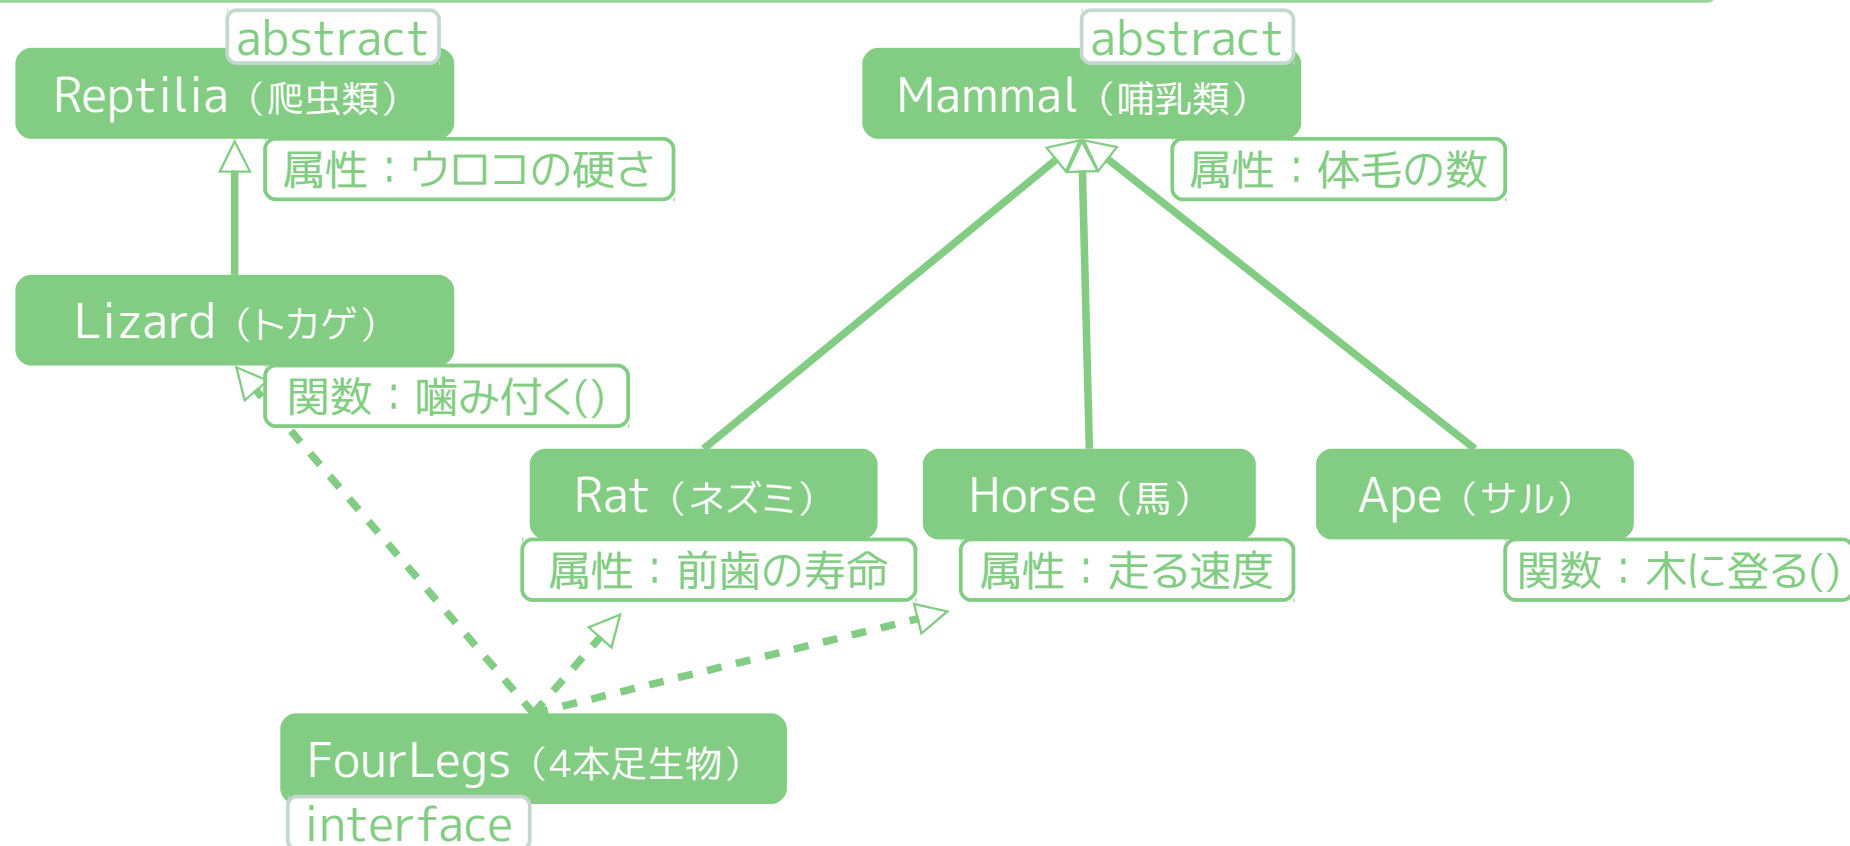 abstract
Reptilia（爬虫類）
属性：ウロコの硬さ
abstract
Mammal（哺乳類）
属性：体毛の数
Lizard（トカゲ）
関数：噛み付く()
Rat（ネズミ）
属性：前歯の寿命
Horse（馬）
属性：走る速度
Ape（サル）
関数：木に登る()
FourLegs（4本足生物）
interface